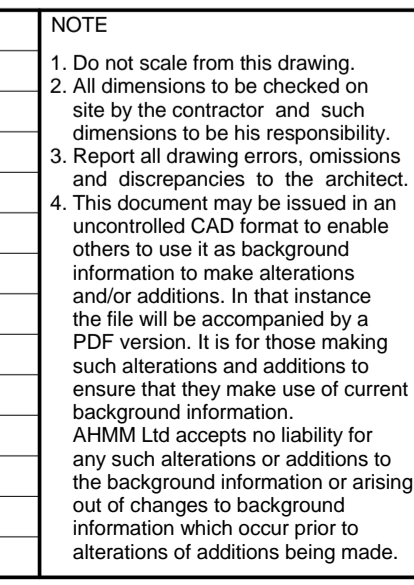 NOTE
1. Do not scale from this drawing.
2. All dimensions to be checked on
site by the contractor and such
dimensions to be his responsibility.
3. Report all drawing errors, omissions
and discrepancies to the architect.
4. This document may be issued in an
uncontrolled CAD format to enable
others to use it as background
information to make alterations
and/or additions. In that instance
the file will be accompanied by a
PDF version. It is for those making
such alterations and additions to
ensure that they make use of current
background information.
AHMM Ltd accepts no liability for
any such alterations or additions to
the background information or arising
out of changes to background
information which occur prior to
alterations of additions being made.